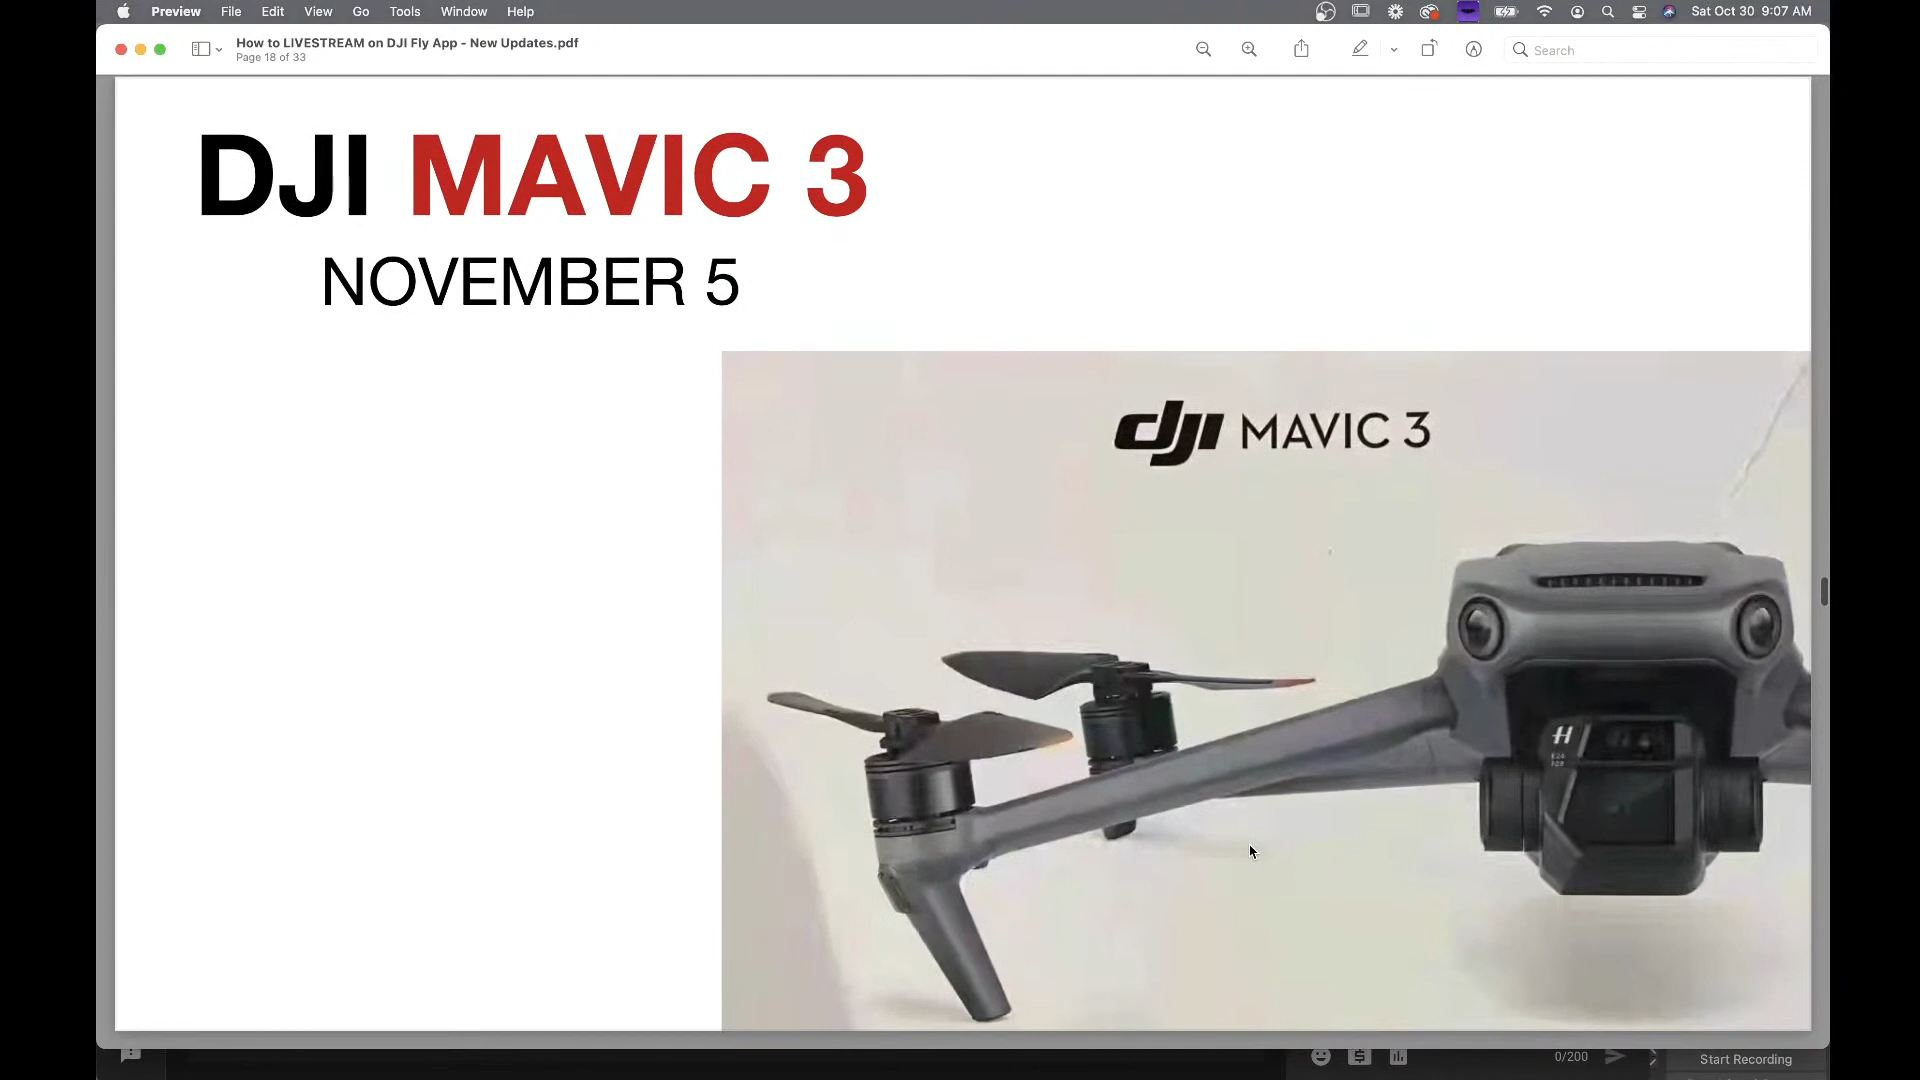 Preview File Edit View Go Tools Window Help Sat Oct 30 9:07 AM
How to LIVESTREAM on DJI Fly App - New Updates.pdf
Page 18 of 33
Search
DJI MAVIC 3
NOVEMBER 5
dji MAVIC 3
H
0/200
Start Recording